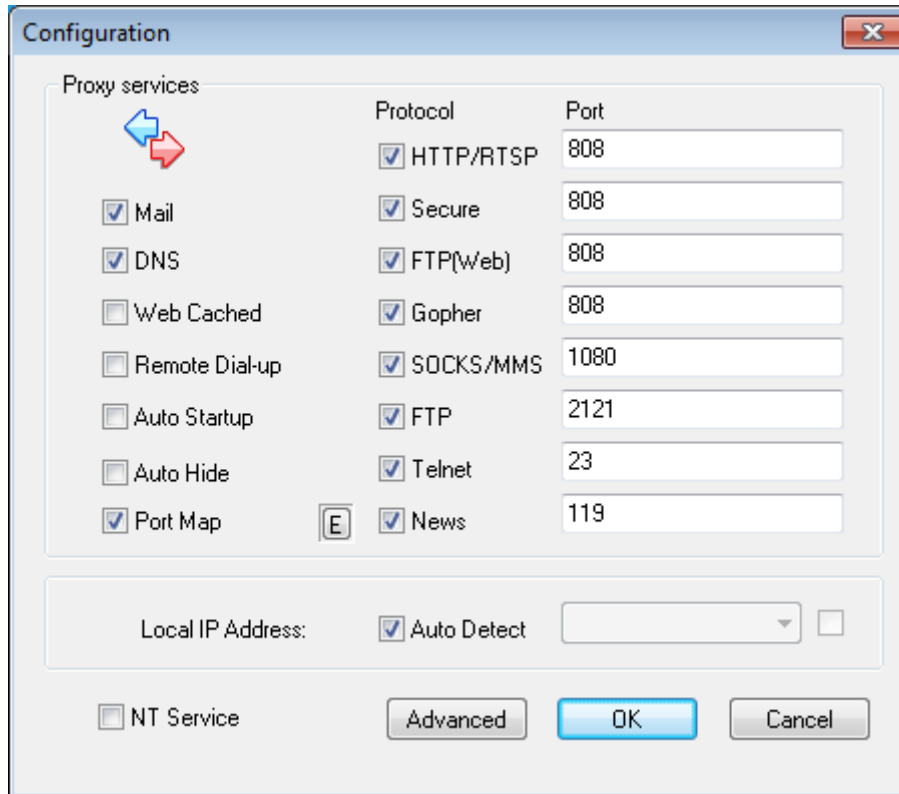 Configuration
Proxy services
Protocol Port
HTTP/RTSP 808
Mail Secure 808
DNS FTP(Web) 808
Web Cached Gopher 808
Remote Dial-up SOCKS/MMS 1080
Auto Startup FTP 2121
Auto Hide Telnet 23
Port Map E News 119
Local IP Address: Auto Detect
NT Service Advanced OK Cancel